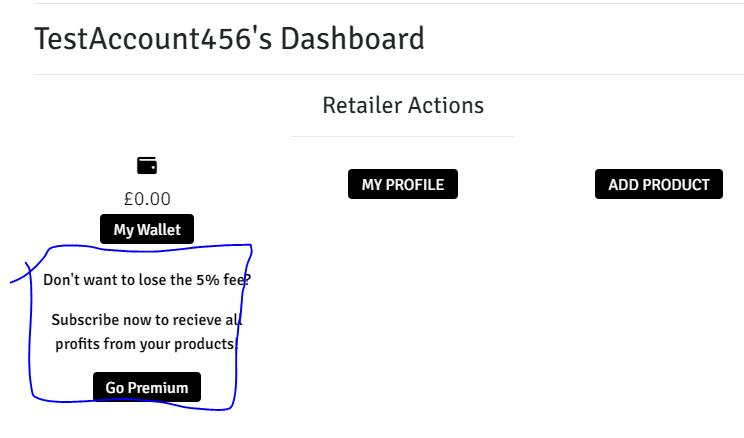 TestAccount456's Dashboard
Retailer Actions
£0.00
My Wallet
MY PROFILE
ADD PRODUCT
Don't want to lose the 5% fee?
Subscribe now to recieve all
profits from your products!
Go Premium